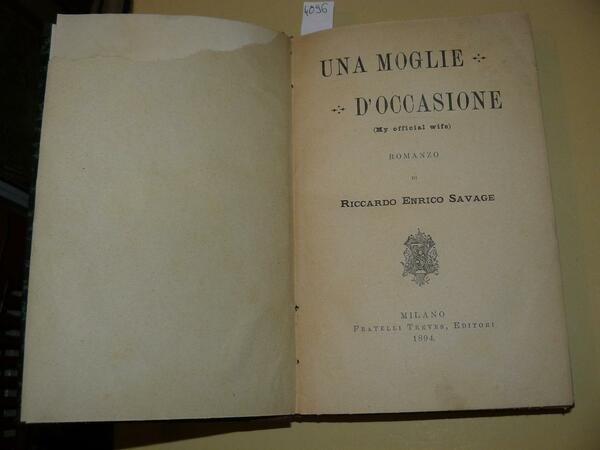 4096
UNA MOGLIE
D'OCCASIONE
(My official wife)
ROMANZO
DI
RICCARDO ENRICO SAVAGE
MILANO
FRATELLI TREVES, EDITORI
1894.